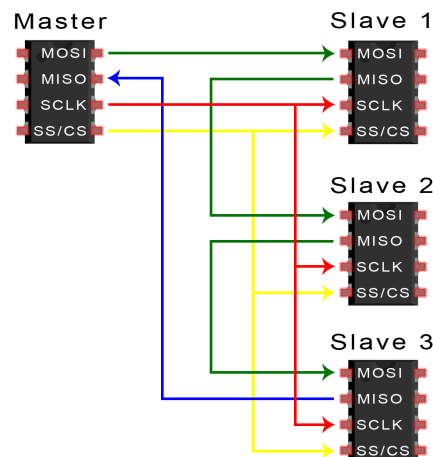 Master
MOSI
MISO
SCLK
SS/CS
Slave 1
MOSI
MISO
SCLK
SS/CS
Slave 2
MOSI
MISO
SCLK
SS/CS
Slave 3
MOSI
MISO
SCLK
SS/CS